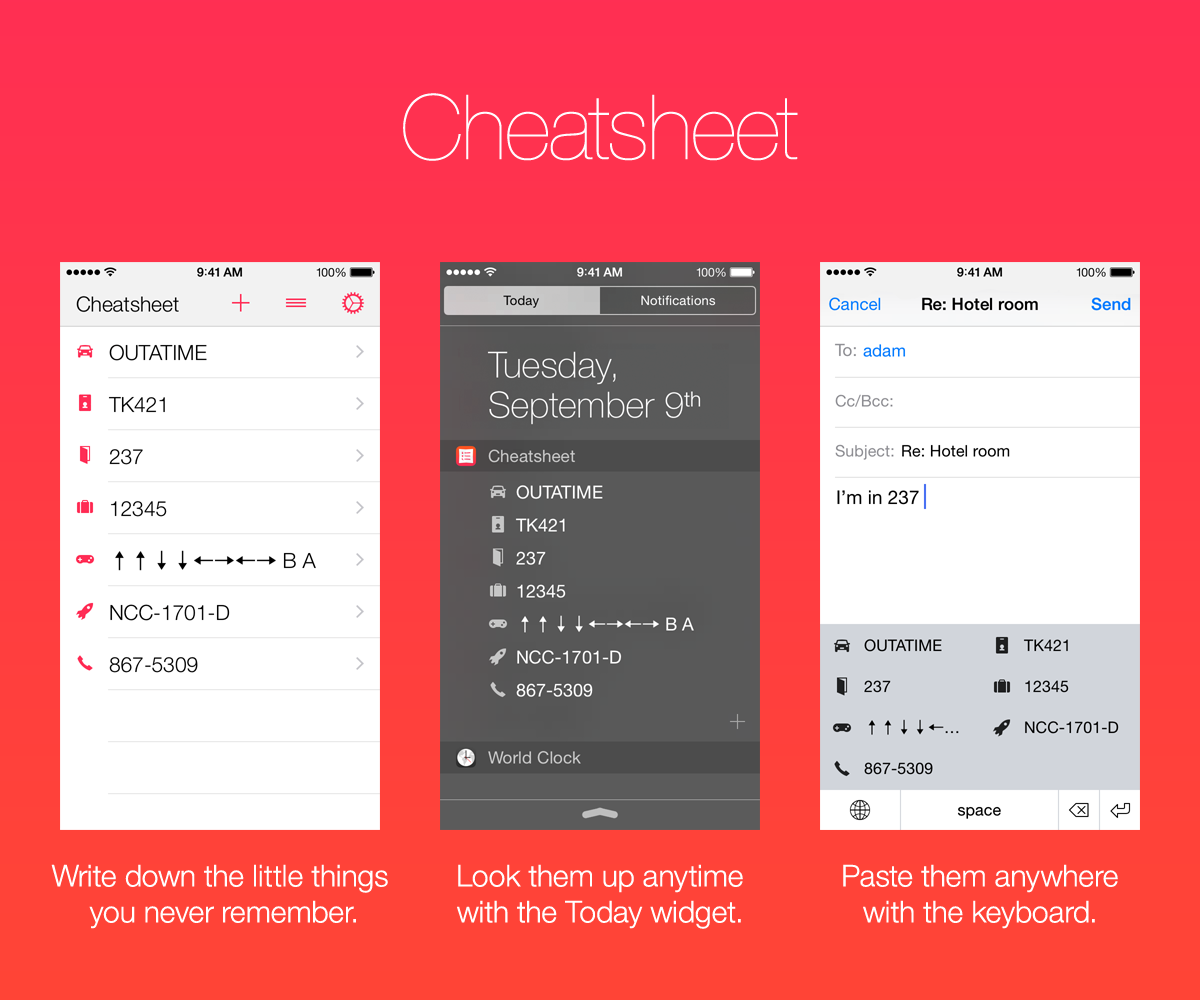 Cheatsheet
9:41 AM 100%
Cheatsheet
OUTATIME
TK421
237
12345
↑ ↑ ↓ ↓ ←→←→ B A
NCC-1701-D
867-5309
Write down the little things
you never remember.
9:41 AM 100%
Today Notifications
Tuesday,
September 9th
Cheatsheet
OUTATIME
TK421
237
12345
↑ ↑ ↓ ↓ ←→←→ B A
NCC-1701-D
867-5309
World Clock
Look them up anytime
with the Today widget.
9:41 AM 100%
Cancel Re: Hotel room Send
To: adam
Cc/Bcc:
Subject: Re: Hotel room
I'm in 237
OUTATIME TK421
237 12345
↑ ↑ ↓ ↓ ←... NCC-1701-D
867-5309
space
Paste them anywhere
with the keyboard.